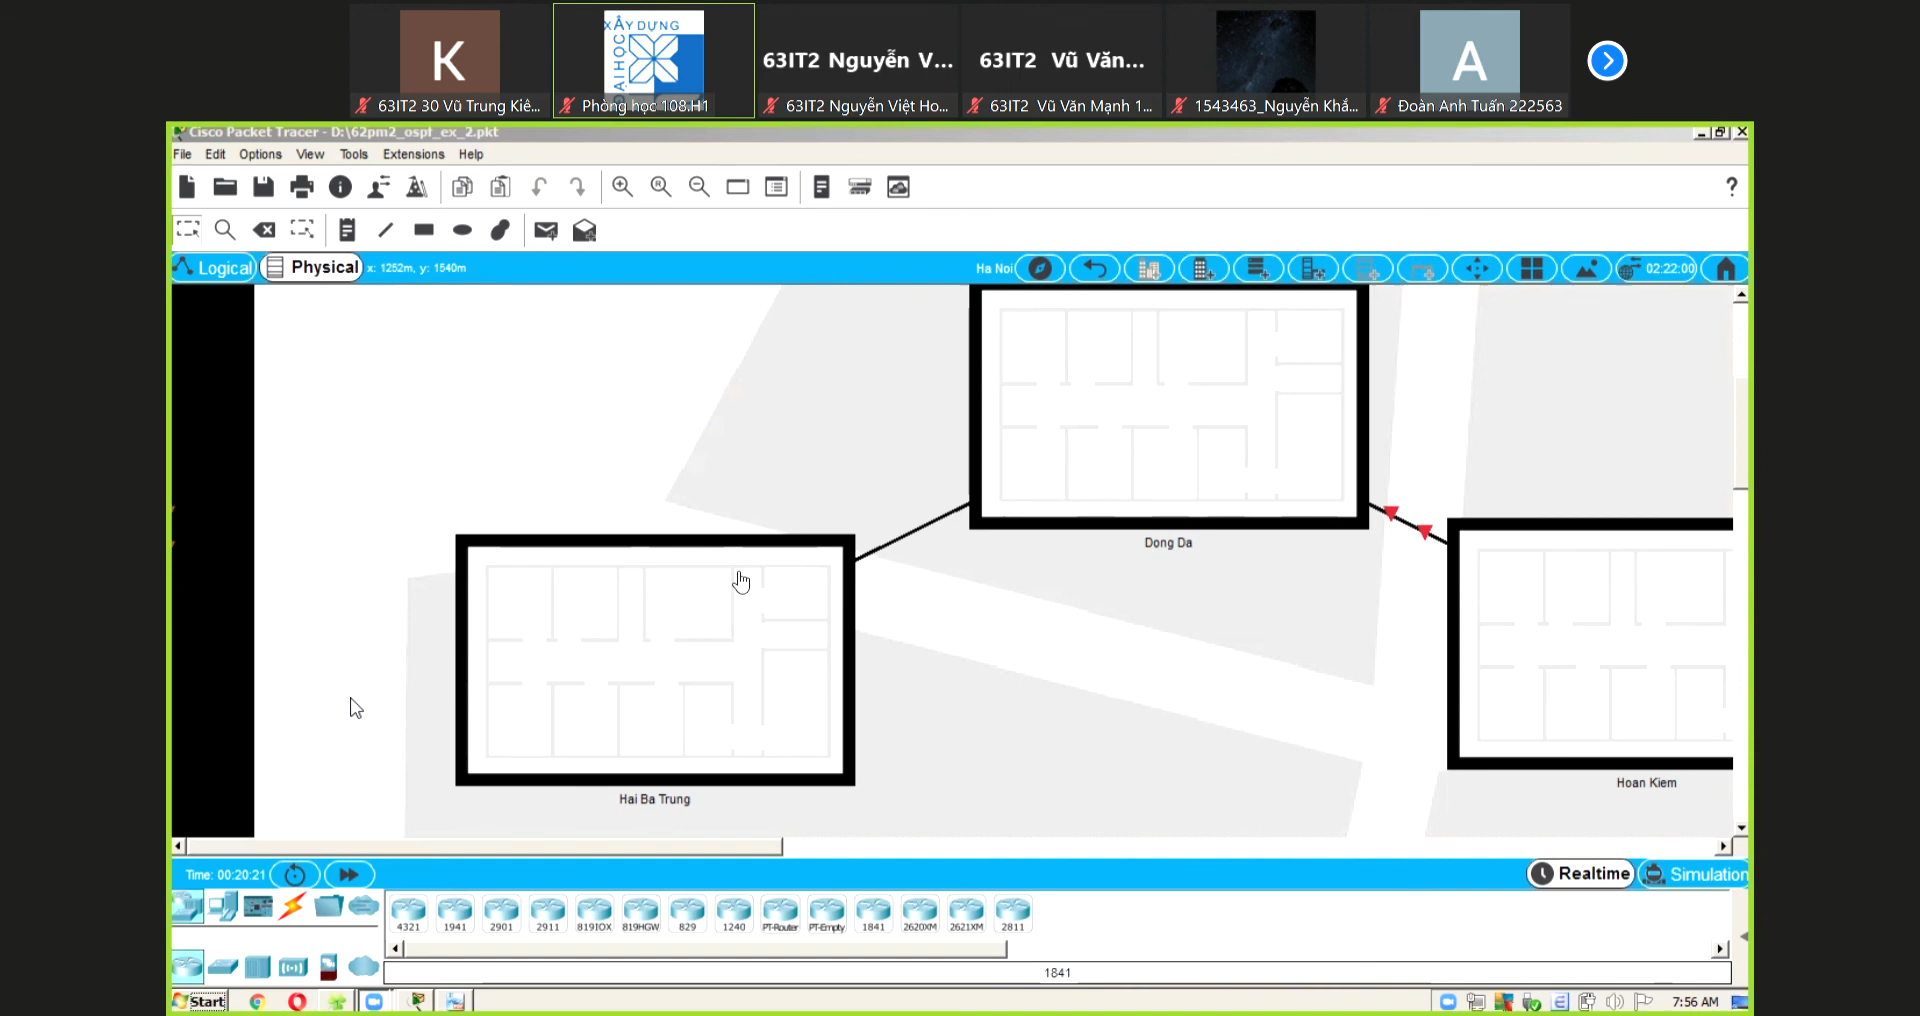 K
XÂY DỰNG
ĐẠI HỌC
63IT2 Nguyễn V...
63IT2 Vũ Văn...
A
63IT2 30 Vũ Trung Kiê...
Phòng học 108.H1
63IT2 Nguyễn Việt Ho...
63IT2 Vũ Văn Mạnh 1...
1543463_Nguyễn Khắ...
Đoàn Anh Tuấn 222563
Cisco Packet Tracer - D:\62pm2_ospf_ex_2.pkt
File Edit Options View Tools Extensions Help
?
Logical Physical x: 1252m, y: 1540m Ha Noi 02:22:00
Dong Da
Hoan Kiem
Hai Ba Trung
Time: 00:20:21 Realtime Simulation
4321 1941 2901 2911 819IOX 819HGW 829 1240 PT-Router PT-Empty 1841 2620XM 2621XM 2811
1841
Start 7:56 AM